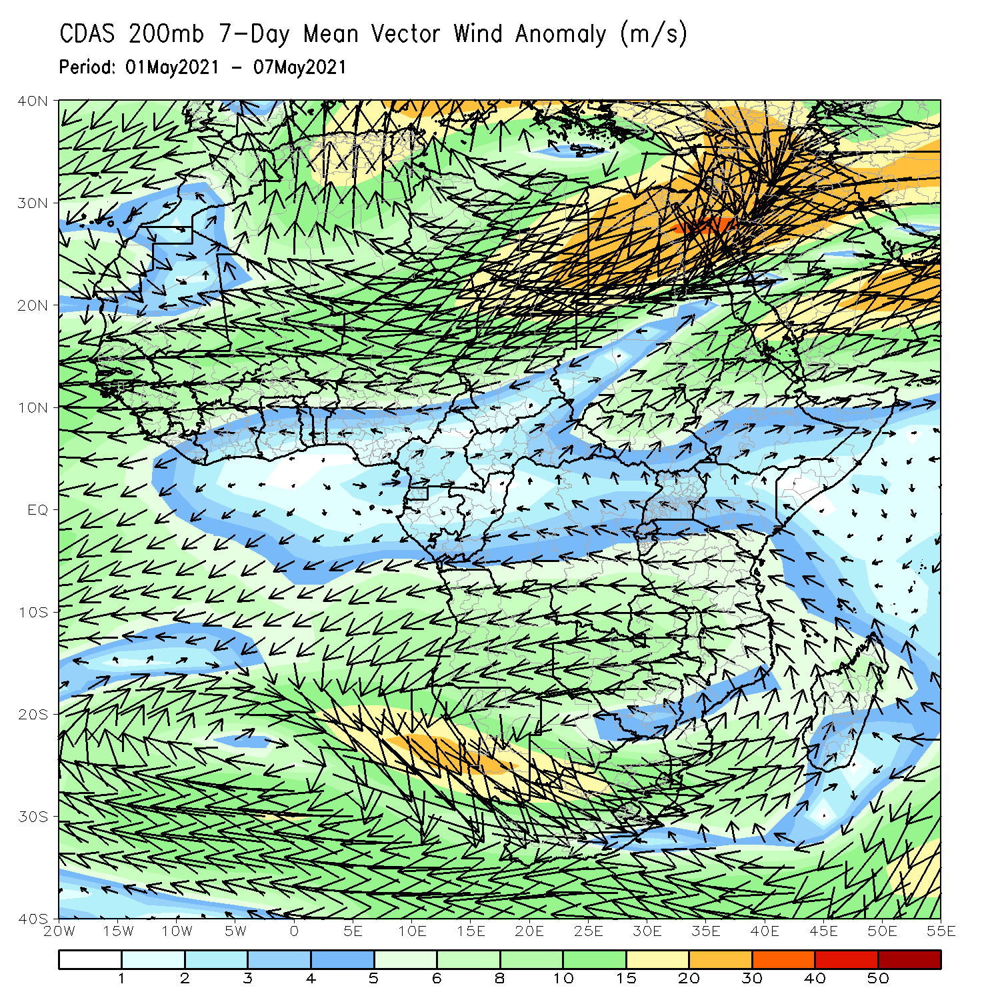 CDAS 200mb 7-Day Mean Vector Wind Anomaly (m/s)
Period: 01May2021 - 07May2021
40N
30N
20N
10N
EQ
10S
20S
30S
40S
20W 15W 10W 5W 0 5E 10E 15E 20E 25E 30E 35E 40E 45E 50E 55E
1 2 3 4 5 6 8 10 15 20 30 40 50